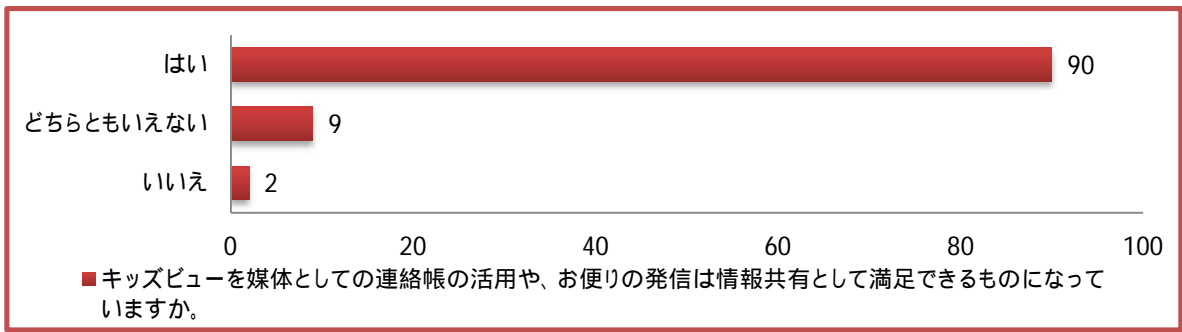 はい
90
どちらともいえない
9
いいえ
2
0 20 40 60 80 100
キッズビューを媒体としての連絡帳の活用や、お便りの発信は情報共有として満足できるものになって
いますか。